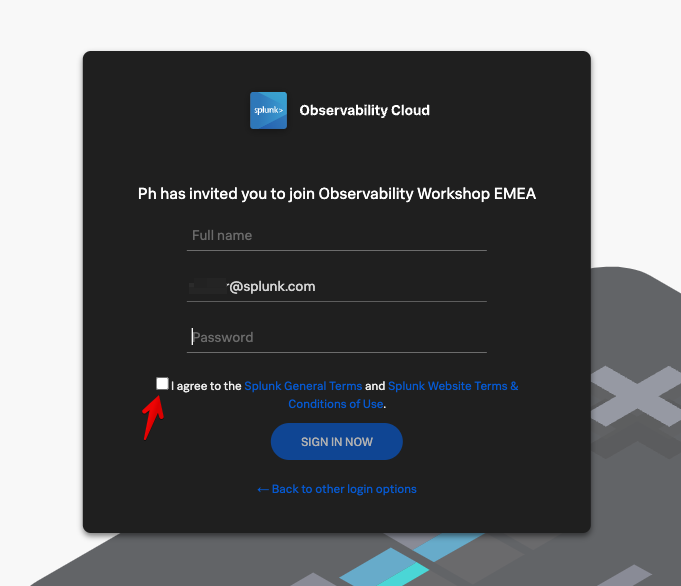 splunk>
Observability Cloud
Ph has invited you to join Observability Workshop EMEA
Full name
@splunk.com
Password
I agree to the Splunk General Terms and Splunk Website Terms &
Conditions of Use.
SIGN IN NOW
← Back to other login options